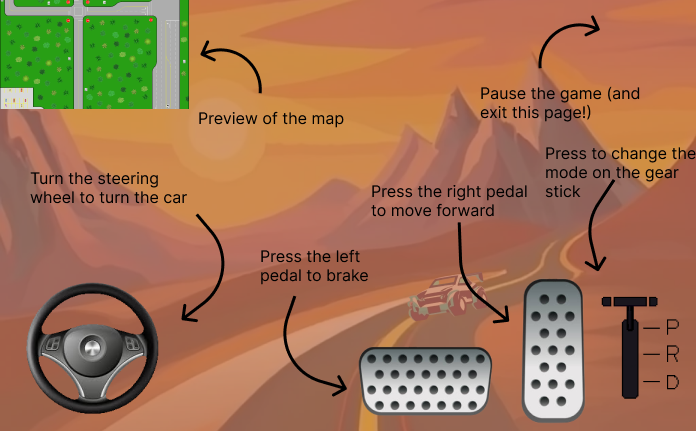 Pause the game (and
exit this page!)
Preview of the map
Press to change the
mode on the gear
stick
Turn the steering
wheel to turn the car
Press the right pedal
to move forward
Press the left
pedal to brake
P
R
D